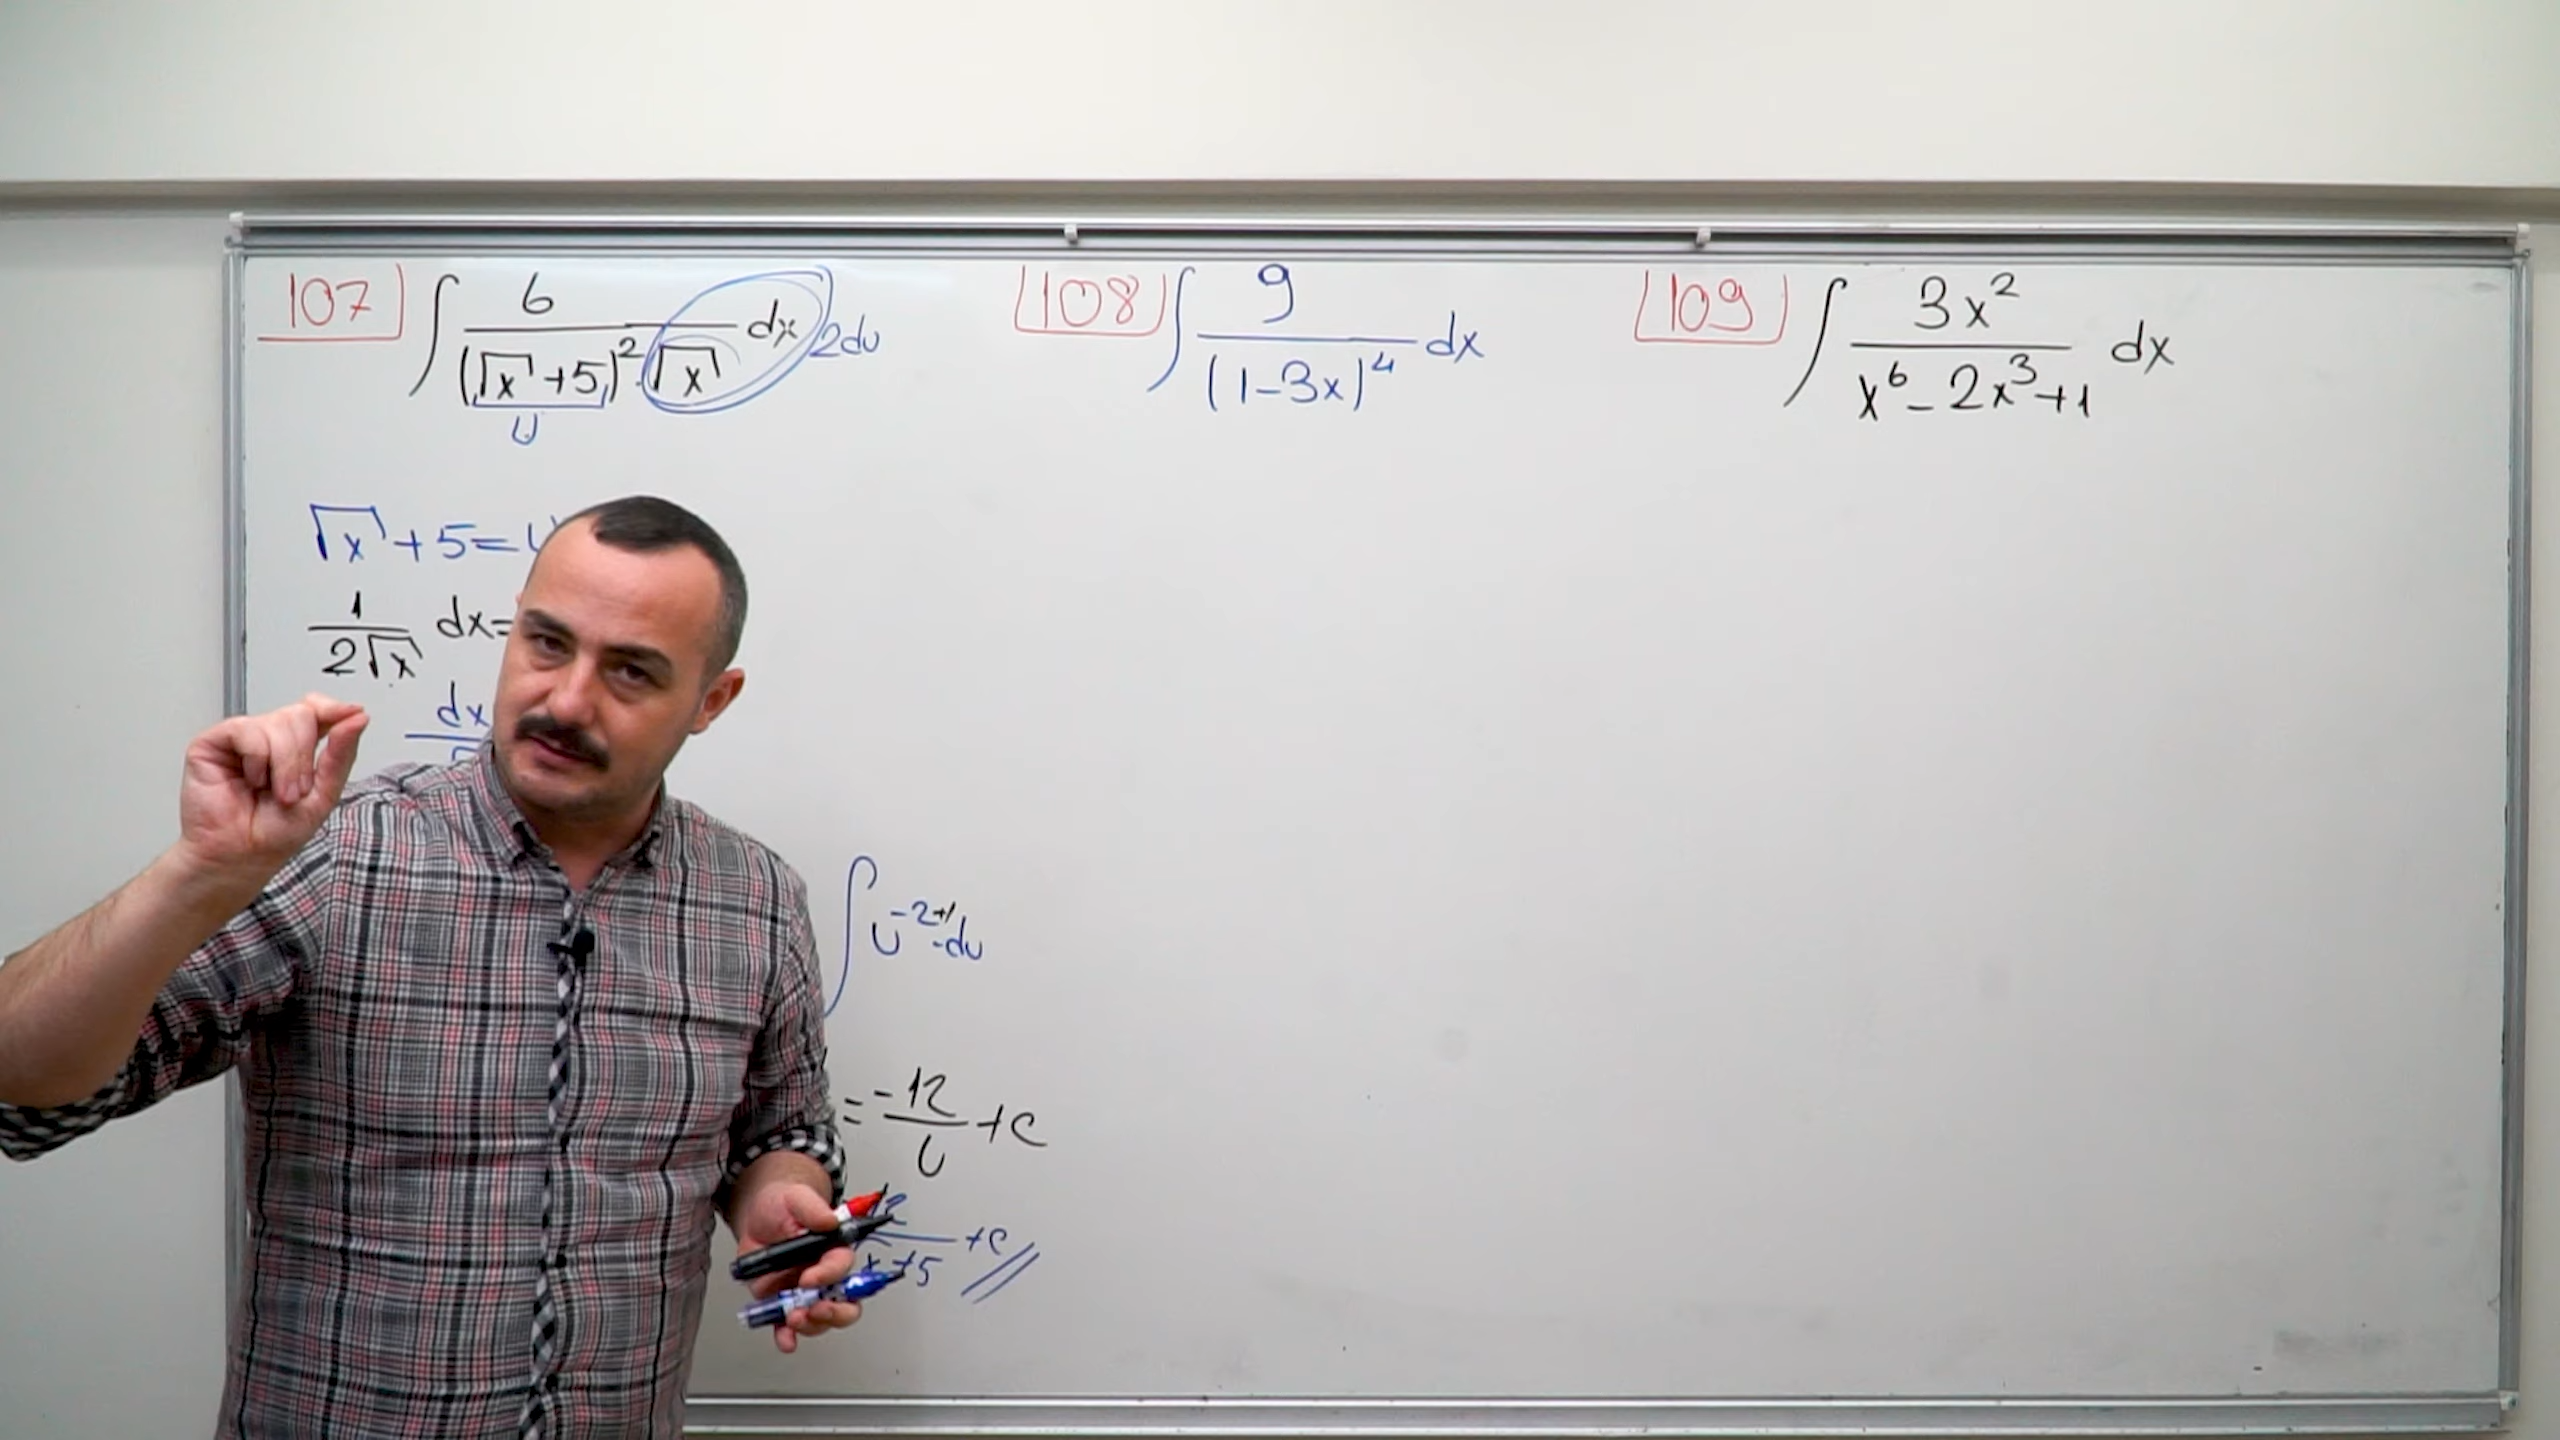 107 ∫ 6 / ((√x + 5)² · √x) dx 2du
u
√x + 5 =
1 / (2√x) dx =
dx
∫ u⁻²⁺¹ · du
= -12 / u + c
+5 + c
108 ∫ 9 / (1-3x)⁴ dx
109 ∫ 3x² / (x⁶ - 2x³ + 1) dx